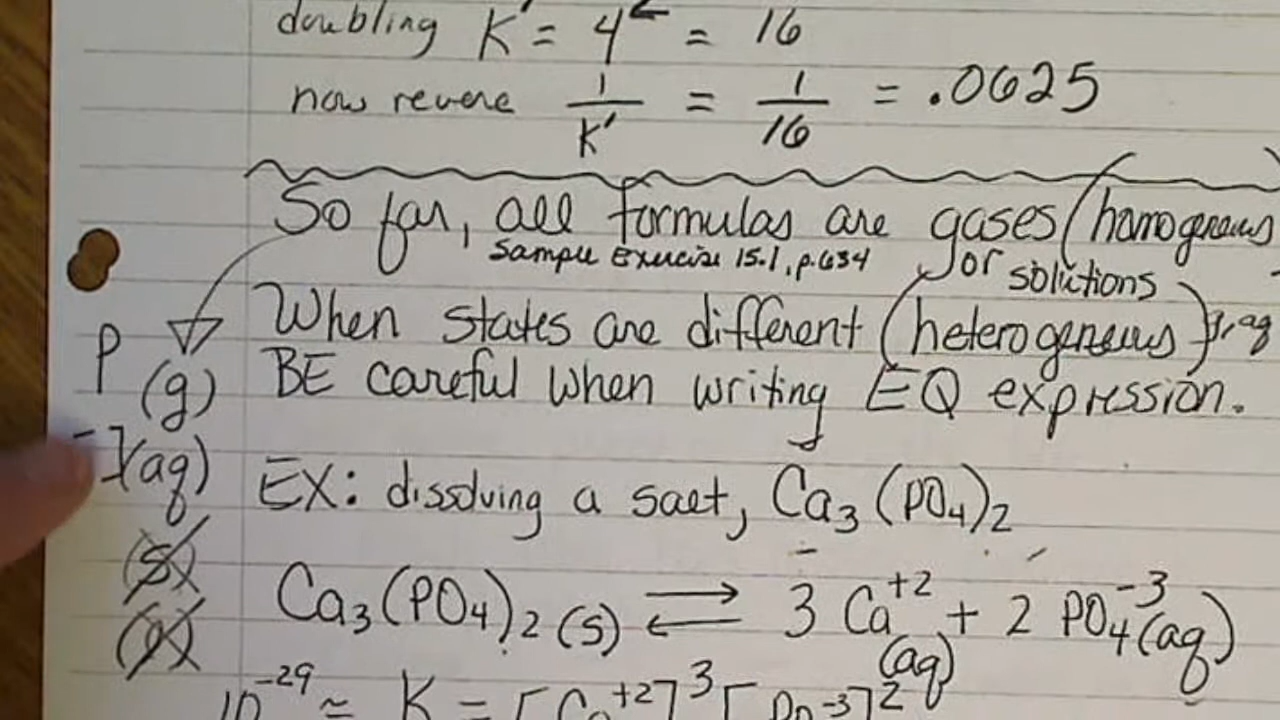 doubling K' = 4² = 16
now reverse 1/K' = 1/16 = .0625
So far, all formulas are gases (homogeneous
Sample Exercise 15.1, p.634
or solutions
When states are different (heterogeneous) g, aq
P (g) BE careful when writing EQ expression.
](aq) EX: dissolving a salt, Ca₃(PO₄)₂
(s) Ca₃(PO₄)₂ (s) ⇌ 3 Ca⁺² (aq) + 2 PO₄⁻³ (aq)
10⁻²⁹ ≈ K = [Ca⁺²]³ [PO⁻³]²